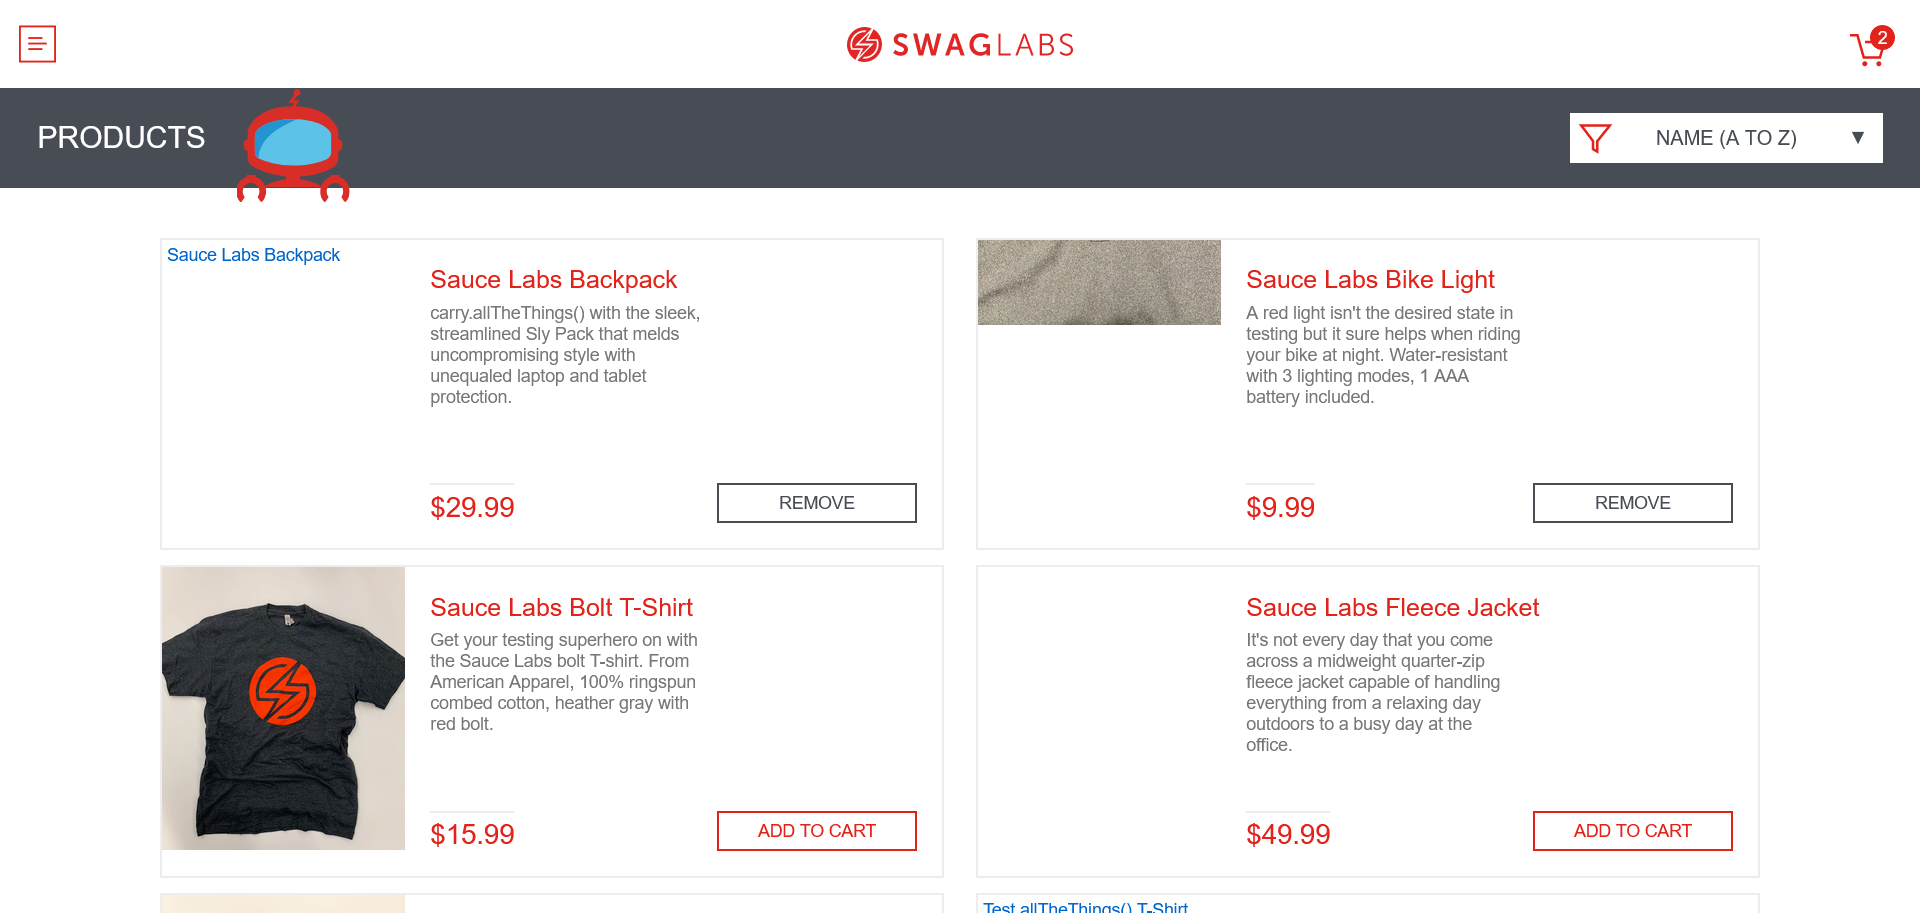 SWAGLABS
2
PRODUCTS
NAME (A TO Z)
Sauce Labs Backpack
Sauce Labs Backpack
carry.allTheThings() with the sleek,
streamlined Sly Pack that melds
uncompromising style with
unequaled laptop and tablet
protection.
$29.99
REMOVE
Sauce Labs Bike Light
A red light isn't the desired state in
testing but it sure helps when riding
your bike at night. Water-resistant
with 3 lighting modes, 1 AAA
battery included.
$9.99
REMOVE
Sauce Labs Bolt T-Shirt
Get your testing superhero on with
the Sauce Labs bolt T-shirt. From
American Apparel, 100% ringspun
combed cotton, heather gray with
red bolt.
$15.99
ADD TO CART
Sauce Labs Fleece Jacket
It's not every day that you come
across a midweight quarter-zip
fleece jacket capable of handling
everything from a relaxing day
outdoors to a busy day at the
office.
$49.99
ADD TO CART
Test.allTheThings() T-Shirt